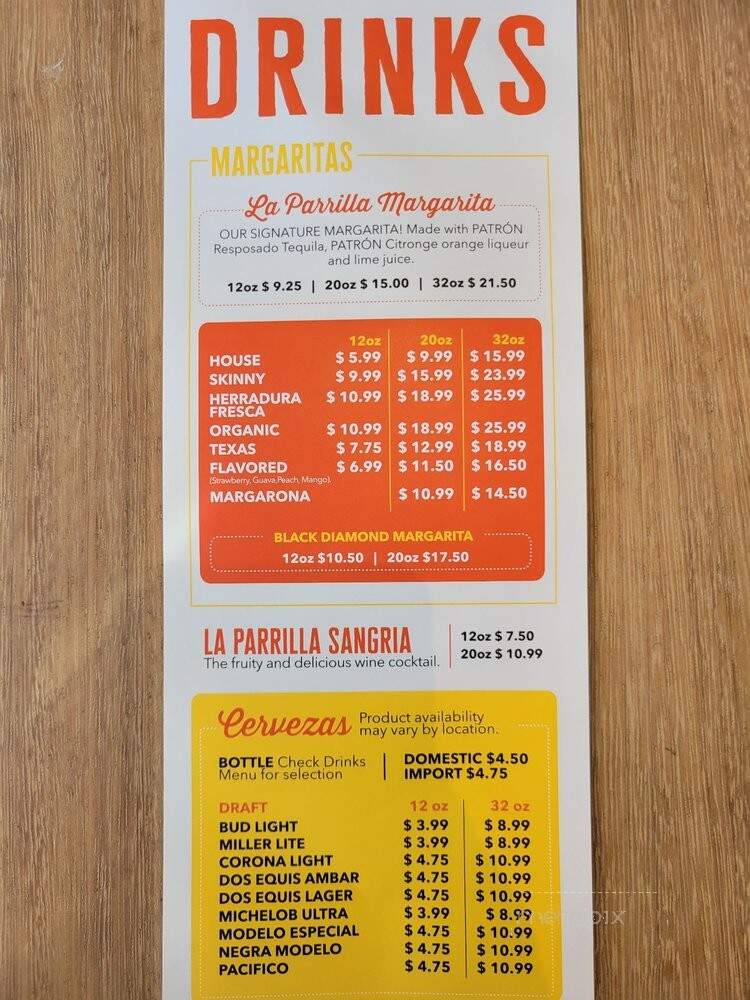 DRINKS
MARGARITAS
La Parrilla Margarita
OUR SIGNATURE MARGARITA! Made with PATRÓN
Resposado Tequila, PATRÓN Citronge orange liqueur
and lime juice.
12oz $ 9.25 | 20oz $ 15.00 | 32oz $ 21.50
12oz 20oz 32oz
HOUSE $ 5.99 $ 9.99 $ 15.99
SKINNY $ 9.99 $ 15.99 $ 23.99
HERRADURA $ 10.99 $ 18.99 $ 25.99
FRESCA
ORGANIC $ 10.99 $ 18.99 $ 25.99
TEXAS $ 7.75 $ 12.99 $ 18.99
FLAVORED $ 6.99 $ 11.50 $ 16.50
(Strawberry, Guava,Peach, Mango).
MARGARONA $ 10.99 $ 14.50
BLACK DIAMOND MARGARITA
12oz $10.50 | 20oz $17.50
LA PARRILLA SANGRIA 12oz $ 7.50
The fruity and delicious wine cocktail. 20oz $ 10.99
Cervezas Product availability
may vary by location.
BOTTLE Check Drinks | DOMESTIC $4.50
Menu for selection IMPORT $4.75
DRAFT 12 oz 32 oz
BUD LIGHT $ 3.99 $ 8.99
MILLER LITE $ 3.99 $ 8.99
CORONA LIGHT $ 4.75 $ 10.99
DOS EQUIS AMBAR $ 4.75 $ 10.99
DOS EQUIS LAGER $ 4.75 $ 10.99
MICHELOB ULTRA $ 3.99 $ 8.99
MODELO ESPECIAL $ 4.75 $ 10.99
NEGRA MODELO $ 4.75 $ 10.99
PACIFICO $ 4.75 $ 10.99